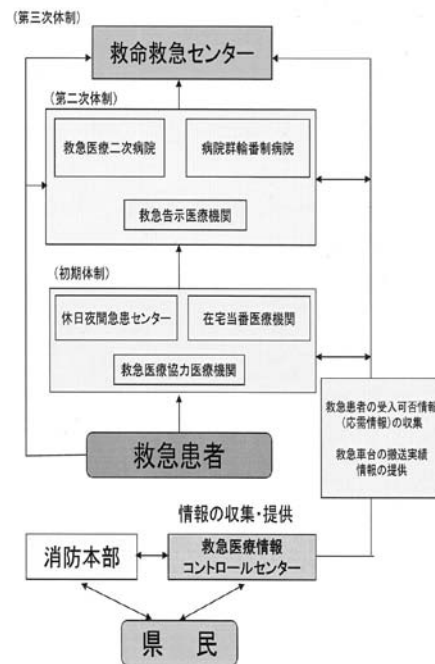 (第三次体制)
救命救急センター
(第二次体制)
救急医療二次病院
病院群輪番制病院
救急告示医療機関
(初期体制)
休日夜間急患センター
在宅当番医療機関
救急医療協力医療機関
救急患者の受入可否情報
(応需情報)の収集
救急車台の搬送実績
情報の提供
救急患者
情報の収集・提供
消防本部
救急医療情報
コントロールセンター
県 民